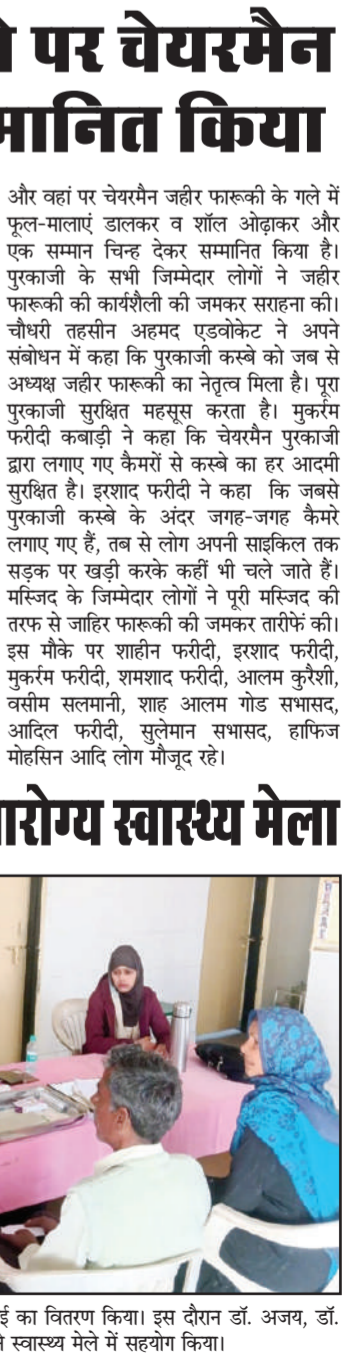 पर चेयरमैन
मानित किया
और वहां पर चेयरमैन जहीर फारूकी के गले में
फूल-मालाएं डालकर व शॉल ओढ़ाकर और
एक सम्मान चिन्ह देकर सम्मानित किया है।
पुरकाजी के सभी जिम्मेदार लोगों ने जहीर
फारूकी की कार्यशैली की जमकर सराहना की।
चौधरी तहसीन अहमद एडवोकेट ने अपने
संबोधन में कहा कि पुरकाजी कस्बे को जब से
अध्यक्ष जहीर फारूकी का नेतृत्व मिला है। पूरा
पुरकाजी सुरक्षित महसूस करता है। मुकर्रम
फरीदी कबाड़ी ने कहा कि चेयरमैन पुरकाजी
द्वारा लगाए गए कैमरों से कस्बे का हर आदमी
सुरक्षित है। इरशाद फरीदी ने कहा कि जबसे
पुरकाजी कस्बे के अंदर जगह-जगह कैमरे
लगाए गए हैं, तब से लोग अपनी साइकिल तक
सड़क पर खड़ी करके कहीं भी चले जाते हैं।
मस्जिद के जिम्मेदार लोगों ने पूरी मस्जिद की
तरफ से जाहिर फारूकी की जमकर तारीफें की।
इस मौके पर शाहीन फरीदी, इरशाद फरीदी,
मुकर्रम फरीदी, शमशाद फरीदी, आलम कुरैशी,
वसीम सलमानी, शाह आलम गोड सभासद,
आदिल फरीदी, सुलेमान सभासद, हाफिज
मोहसिन आदि लोग मौजूद रहे।
ारोग्य स्वास्थ्य मेला
ई का वितरण किया। इस दौरान डॉ. अजय, डॉ.
ने स्वास्थ्य मेले में सहयोग किया।